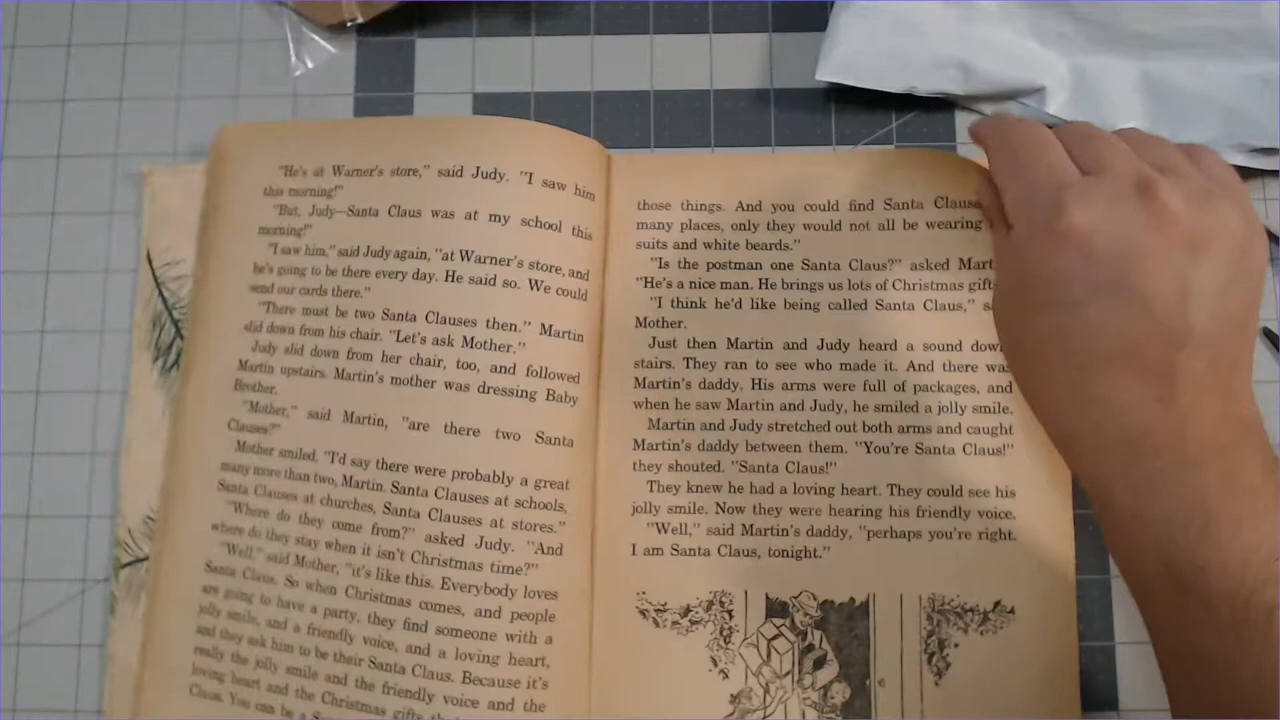 "He's at Warner's store," said Judy. "I saw him
this morning!"
"But, Judy—Santa Claus was at my school this
morning!"
"I saw him," said Judy again, "at Warner's store, and
he's going to be there every day. He said so. We could
send our cards there."
"There must be two Santa Clauses then." Martin
slid down from his chair. "Let's ask Mother."
Judy slid down from her chair, too, and followed
Martin upstairs. Martin's mother was dressing Baby
Brother.
"Mother," said Martin, "are there two Santa
Clauses?"
Mother smiled. "I'd say there were probably a great
many more than two, Martin. Santa Clauses at schools,
Santa Clauses at churches, Santa Clauses at stores."
"Where do they come from?" asked Judy. "And
where do they stay when it isn't Christmas time?"
"Well," said Mother, "it's like this. Everybody loves
Santa Claus. So when Christmas comes, and people
are going to have a party, they find someone with a
jolly smile, and a friendly voice, and a loving heart,
and they ask him to be their Santa Claus. Because it's
really the jolly smile and the friendly voice and the
loving heart and the Christmas gifts
Claus. You can be a
those things. And you could find Santa Clause
many places, only they would not all be wearing
suits and white beards."
"Is the postman one Santa Claus?" asked Mart
"He's a nice man. He brings us lots of Christmas gift
"I think he'd like being called Santa Claus," s
Mother.
Just then Martin and Judy heard a sound down
stairs. They ran to see who made it. And there was
Martin's daddy. His arms were full of packages, and
when he saw Martin and Judy, he smiled a jolly smile.
Martin and Judy stretched out both arms and caught
Martin's daddy between them. "You're Santa Claus!"
they shouted. "Santa Claus!"
They knew he had a loving heart. They could see his
jolly smile. Now they were hearing his friendly voice.
"Well," said Martin's daddy, "perhaps you're right.
I am Santa Claus, tonight."